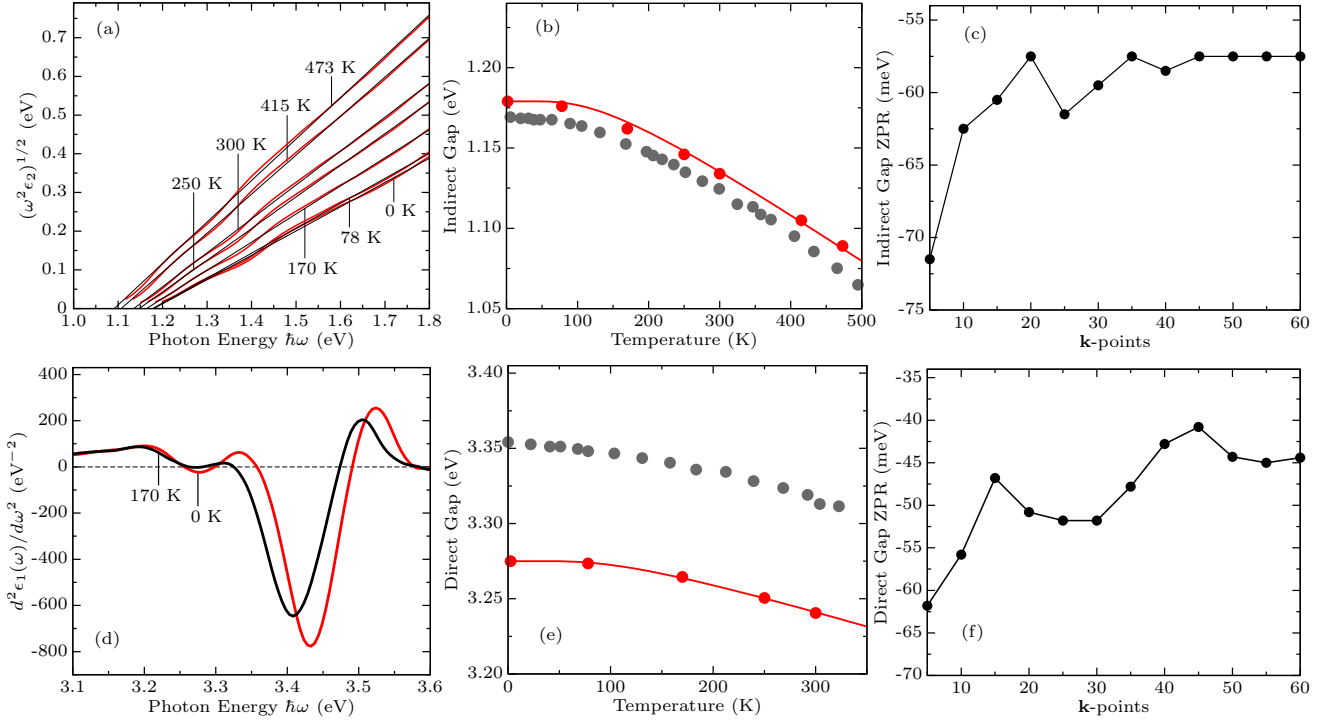 (a)
0.7
0.6
0.5
0.4
0.3
0.2
0.1
0
(ω²ϵ₂)^1/2 (eV)
473 K
415 K
300 K
250 K
0 K
78 K
170 K
1.0 1.1 1.2 1.3 1.4 1.5 1.6 1.7 1.8
Photon Energy ℏω (eV)
(b)
1.20
1.15
1.10
1.05
Indirect Gap (eV)
0 100 200 300 400 500
Temperature (K)
(c)
-55
-60
-65
-70
-75
Indirect Gap ZPR (meV)
10 20 30 40 50 60
k-points
400
200
0
-200
-400
-600
-800
d²ϵ₁(ω)/dω² (eV⁻²)
170 K
0 K
(d)
3.1 3.2 3.3 3.4 3.5 3.6
Photon Energy ℏω (eV)
3.40
3.35
3.30
3.25
3.20
Direct Gap (eV)
(e)
0 100 200 300
Temperature (K)
-35
-40
-45
-50
-55
-60
-65
-70
Direct Gap ZPR (meV)
(f)
10 20 30 40 50 60
k-points